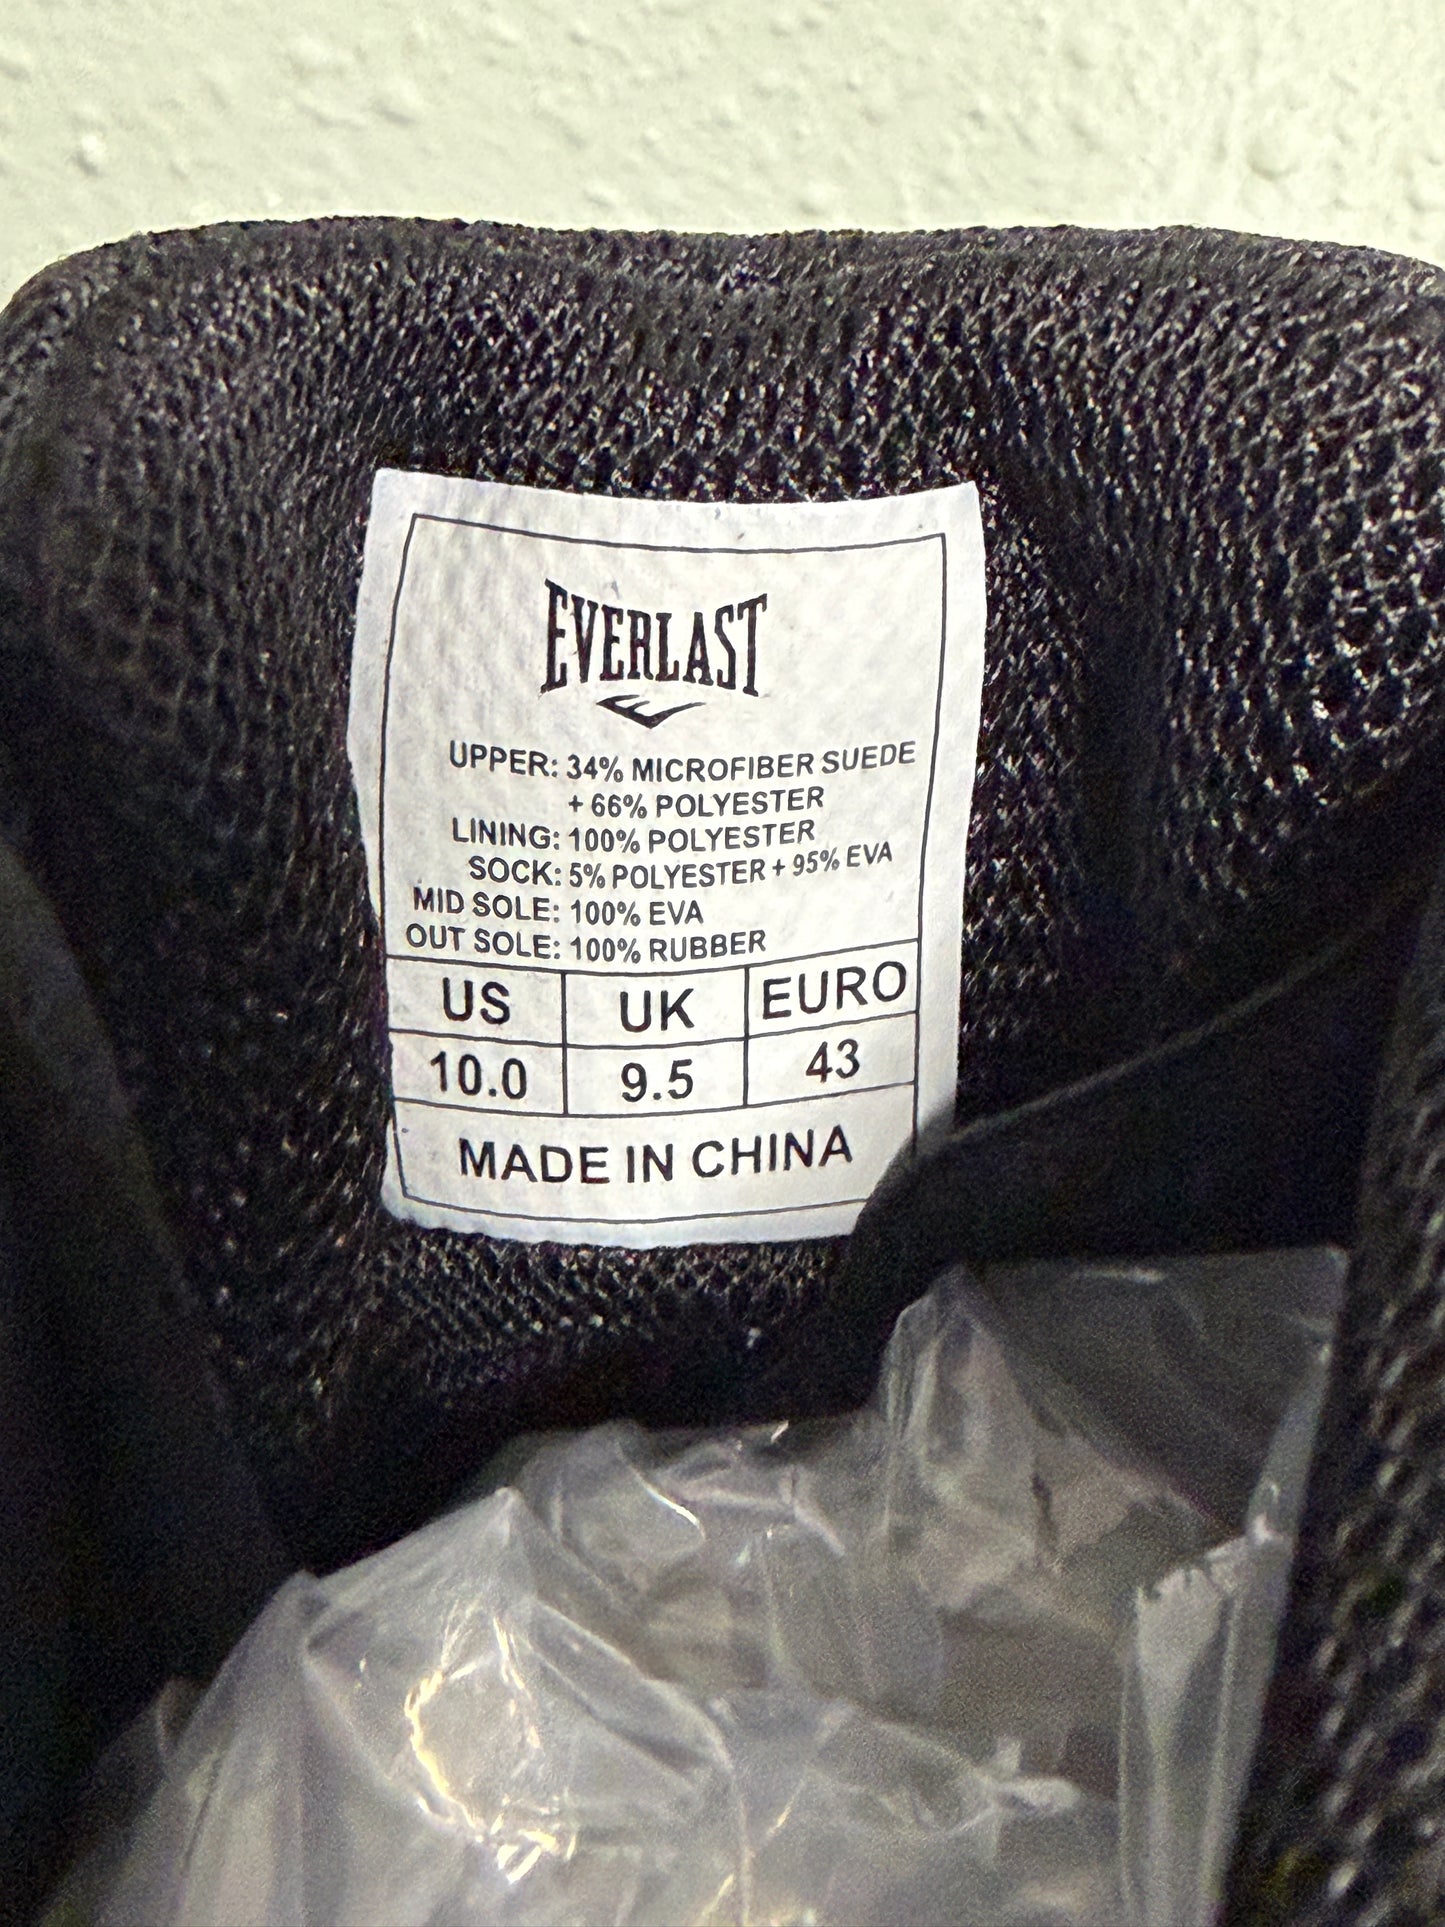 EVERLAST
UPPER: 34% MICROFIBER SUEDE
+ 66% POLYESTER
LINING: 100% POLYESTER
SOCK: 5% POLYESTER + 95% EVA
MID SOLE: 100% EVA
OUT SOLE: 100% RUBBER
US UK EURO
10.0 9.5 43
MADE IN CHINA